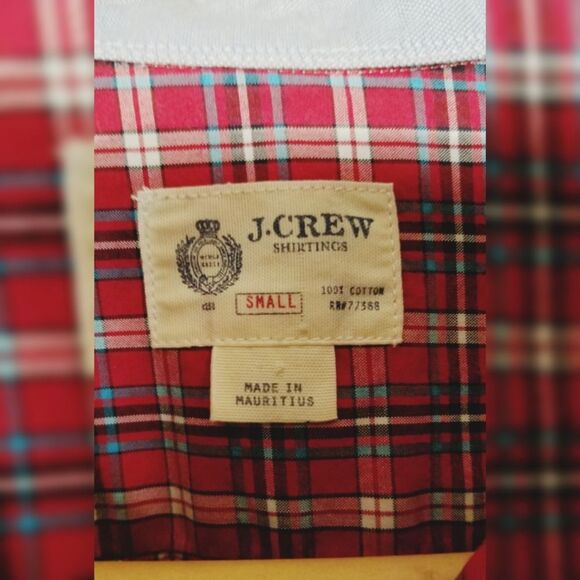 J.CREW
SHIRTINGS
SMALL
100% COTTON
RN#77388
MADE IN
MAURITIUS